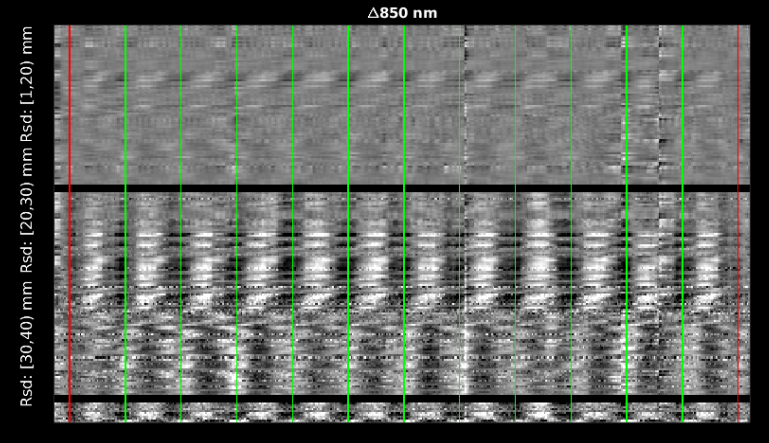 Δ850 nm
Rsd: [1,20) mm
Rsd: [20,30) mm
Rsd: [30,40) mm